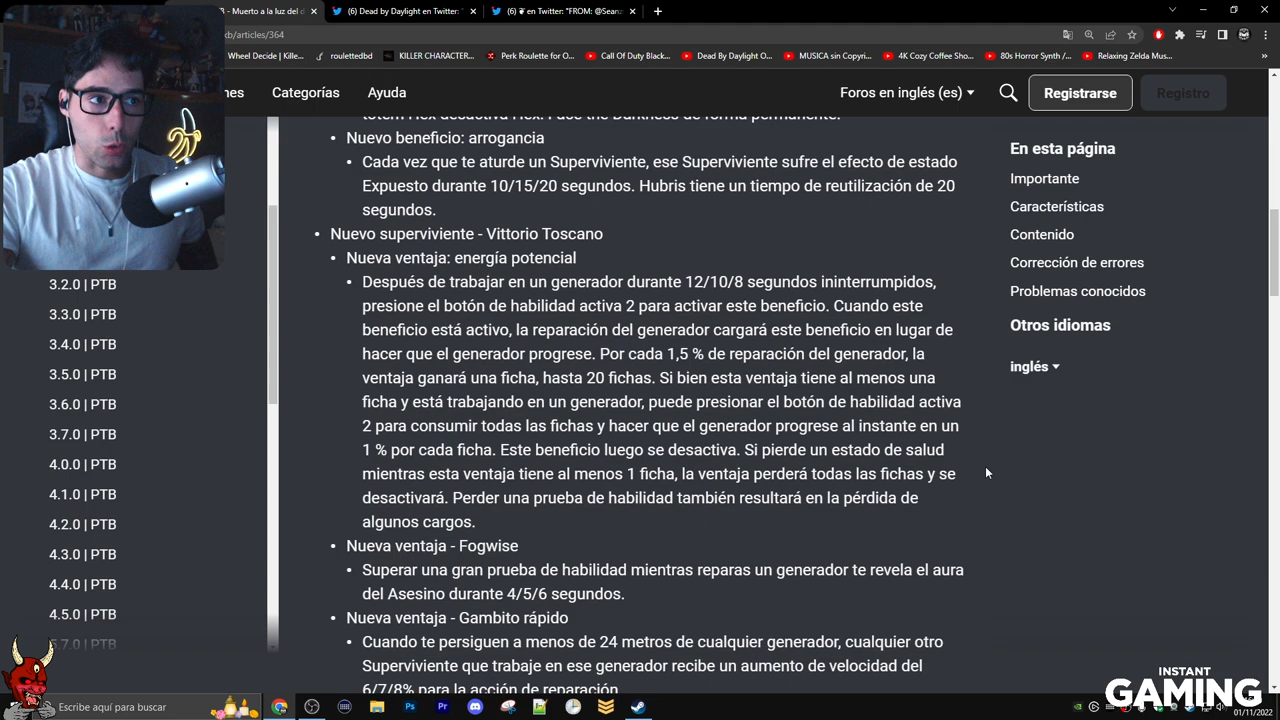 - Muerto a la luz del d
(6) Dead by Daylight en Twitter: "
(6) ❦ en Twitter: "FROM: @Sean
kb/articles/364
Wheel Decide | Kille...
roulettedbd
KILLER CHARACTER...
Perk Roulette for O...
Call Of Duty Black...
Dead By Daylight O...
MUSICA sin Copyri...
4K Cozy Coffee Sho...
80s Horror Synth /...
Relaxing Zelda Mus...
nes
Categorías
Ayuda
Foros en inglés (es)
Registrarse
Registro
Nuevo beneficio: arrogancia
Cada vez que te aturde un Superviviente, ese Superviviente sufre el efecto de estado
Expuesto durante 10/15/20 segundos. Hubris tiene un tiempo de reutilización de 20
segundos.
Nuevo superviviente - Vittorio Toscano
Nueva ventaja: energía potencial
Después de trabajar en un generador durante 12/10/8 segundos ininterrumpidos,
presione el botón de habilidad activa 2 para activar este beneficio. Cuando este
beneficio está activo, la reparación del generador cargará este beneficio en lugar de
hacer que el generador progrese. Por cada 1,5 % de reparación del generador, la
ventaja ganará una ficha, hasta 20 fichas. Si bien esta ventaja tiene al menos una
ficha y está trabajando en un generador, puede presionar el botón de habilidad activa
2 para consumir todas las fichas y hacer que el generador progrese al instante en un
1 % por cada ficha. Este beneficio luego se desactiva. Si pierde un estado de salud
mientras esta ventaja tiene al menos 1 ficha, la ventaja perderá todas las fichas y se
desactivará. Perder una prueba de habilidad también resultará en la pérdida de
algunos cargos.
Nueva ventaja - Fogwise
Superar una gran prueba de habilidad mientras reparas un generador te revela el aura
del Asesino durante 4/5/6 segundos.
Nueva ventaja - Gambito rápido
Cuando te persiguen a menos de 24 metros de cualquier generador, cualquier otro
Superviviente que trabaje en ese generador recibe un aumento de velocidad del
6/7/8% para la acción de reparación
En esta página
Importante
Características
Contenido
Corrección de errores
Problemas conocidos
Otros idiomas
inglés
3.2.0 | PTB
3.3.0 | PTB
3.4.0 | PTB
3.5.0 | PTB
3.6.0 | PTB
3.7.0 | PTB
4.0.0 | PTB
4.1.0 | PTB
4.2.0 | PTB
4.3.0 | PTB
4.4.0 | PTB
4.5.0 | PTB
5.7.0 | PTB
Escribe aquí para buscar
INSTANT
GAMING
01/11/2022